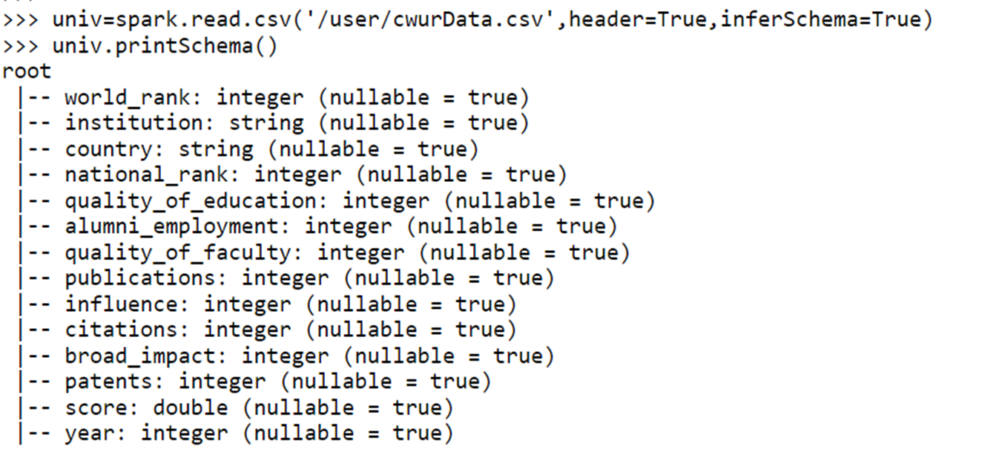 >>> univ=spark.read.csv('/user/cwurData.csv',header=True,inferSchema=True)
>>> univ.printSchema()
root
 |-- world_rank: integer (nullable = true)
 |-- institution: string (nullable = true)
 |-- country: string (nullable = true)
 |-- national_rank: integer (nullable = true)
 |-- quality_of_education: integer (nullable = true)
 |-- alumni_employment: integer (nullable = true)
 |-- quality_of_faculty: integer (nullable = true)
 |-- publications: integer (nullable = true)
 |-- influence: integer (nullable = true)
 |-- citations: integer (nullable = true)
 |-- broad_impact: integer (nullable = true)
 |-- patents: integer (nullable = true)
 |-- score: double (nullable = true)
 |-- year: integer (nullable = true)